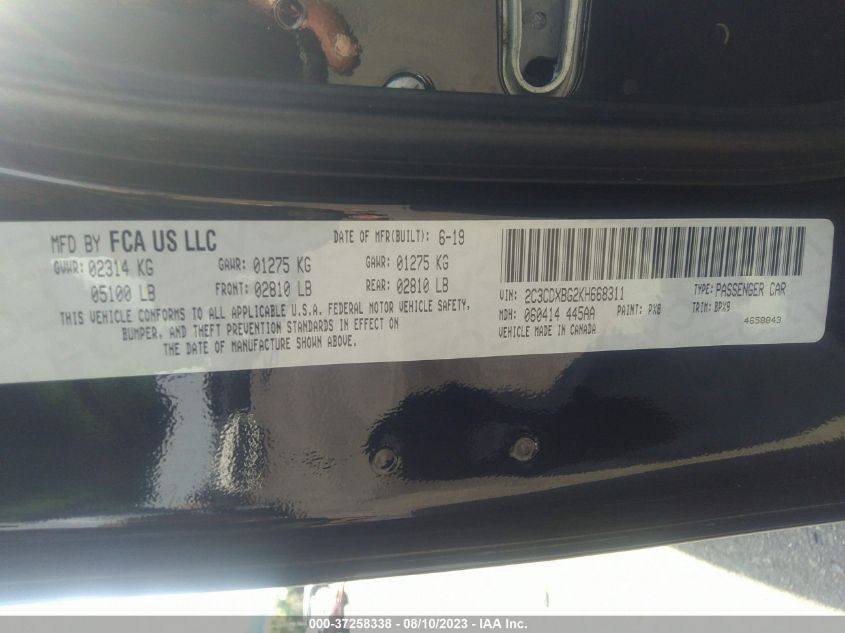 MFD BY FCA US LLC
DATE OF MFR(BUILT): 6-19
GVWR: 02314 KG GAWR: 01275 KG GAWR: 01275 KG
05100 LB FRONT: 02810 LB REAR: 02810 LB
THIS VEHICLE CONFORMS TO ALL APPLICABLE U.S.A. FEDERAL MOTOR VEHICLE SAFETY,
BUMPER, AND THEFT PREVENTION STANDARDS IN EFFECT ON
THE DATE OF MANUFACTURE SHOWN ABOVE.
VIN: 2C3CDXBG2KH668311 TYPE: PASSENGER CAR
MDH: 060414 445AA PAINT: PX8 TRIM: BPX9
VEHICLE MADE IN CANADA 4658843
000-37258338 - 08/10/2023 - IAA Inc.